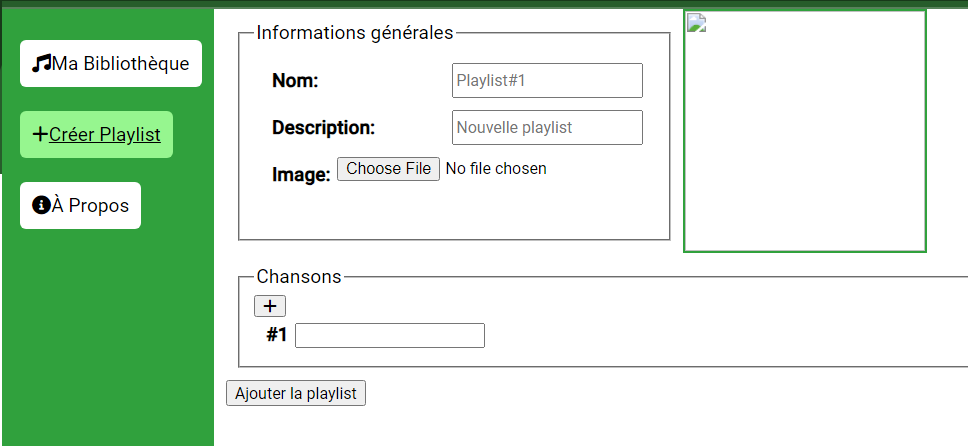 Ma Bibliothèque
Créer Playlist
À Propos
Informations générales
Nom: Playlist#1
Description: Nouvelle playlist
Image: Choose File No file chosen
Chansons
+
#1
Ajouter la playlist